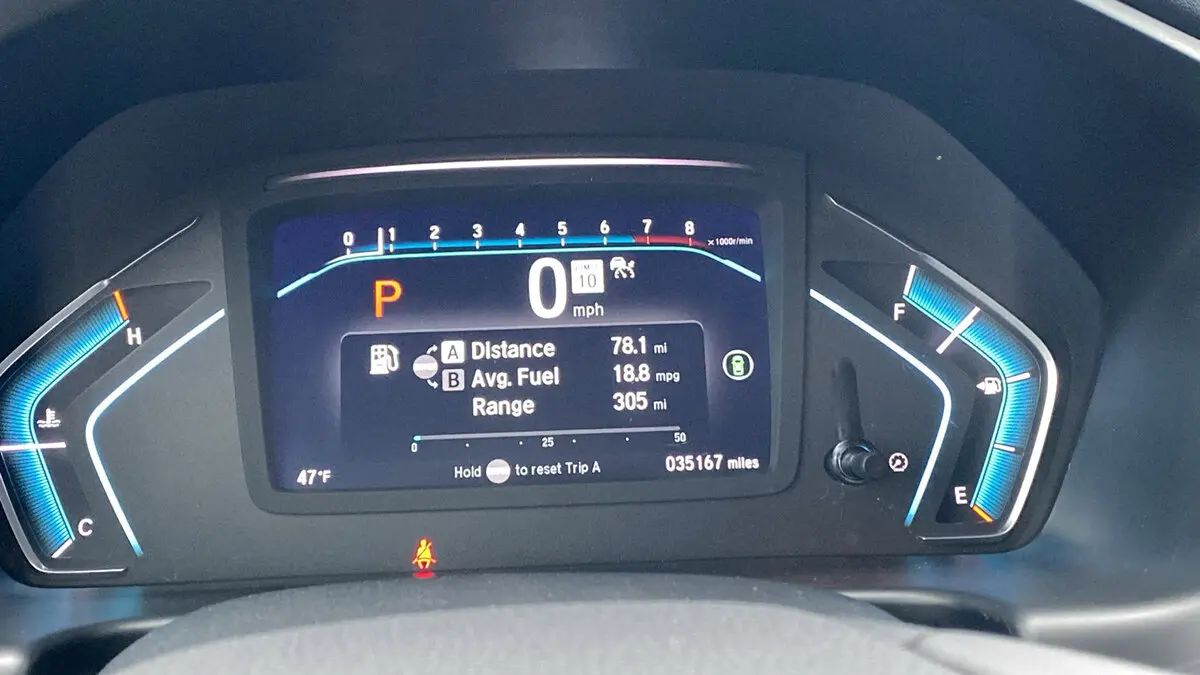 0 1 2 3 4 5 6 7 8 ×1000r/min
P 0 mph
10
H
F
A Distance 78.1 mi
B Avg. Fuel 18.8 mpg
Range 305 mi
0 25 50
Hold to reset Trip A
47°F
035167 miles
C
E